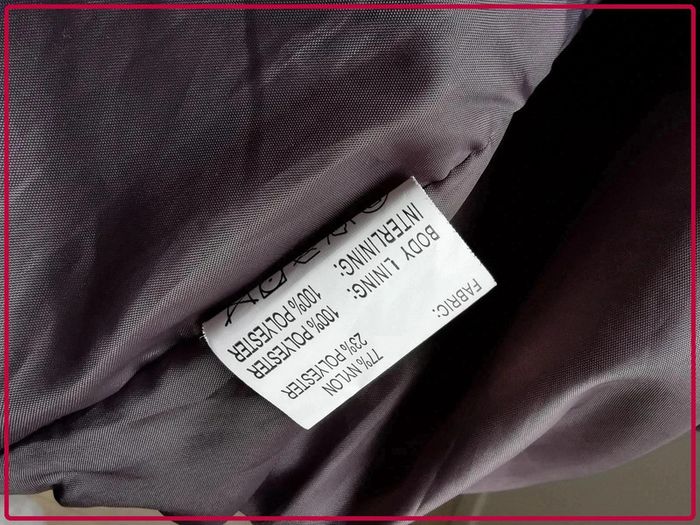 FABRIC: 77% NYLON
23% POLYESTER
BODY LINING: 100% POLYESTER
INTERLINING: 100% POLYESTER